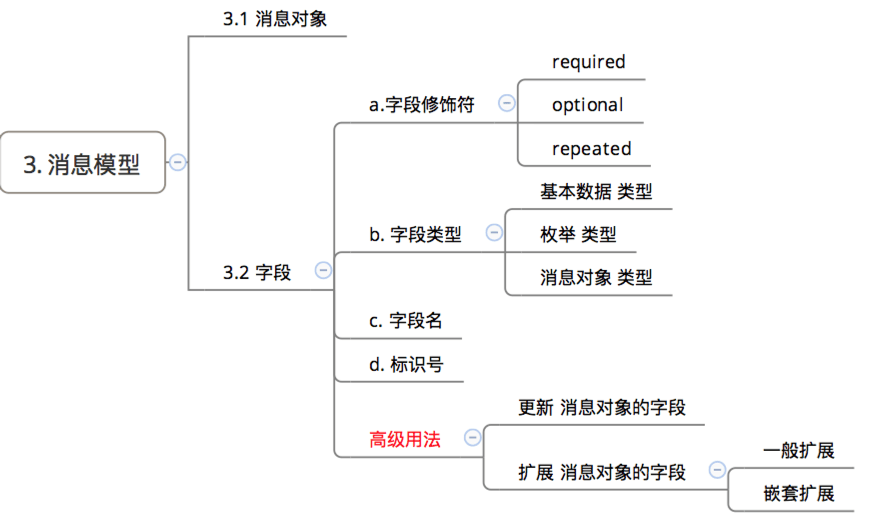 3. 消息模型
3.1 消息对象
3.2 字段
a.字段修饰符
required
optional
repeated
b. 字段类型
基本数据 类型
枚举 类型
消息对象 类型
c. 字段名
d. 标识号
高级用法
更新 消息对象的字段
扩展 消息对象的字段
一般扩展
嵌套扩展